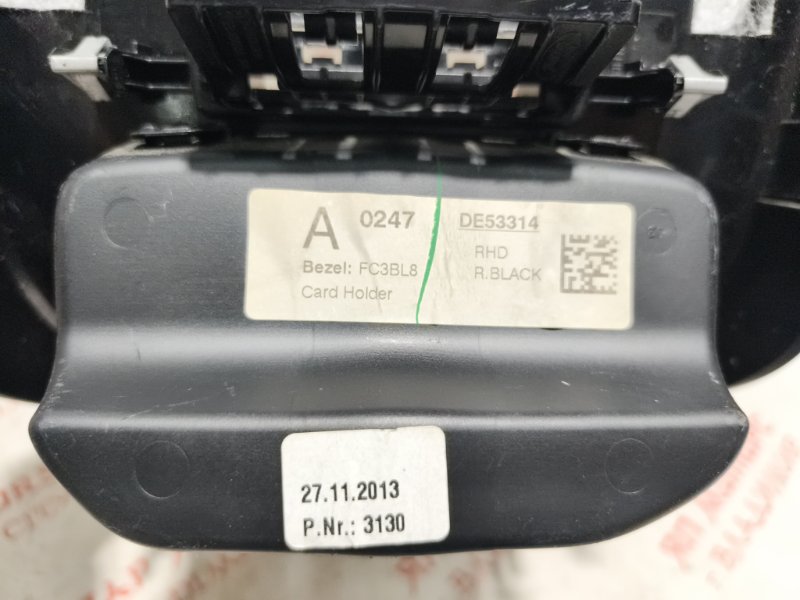 A 0247 DE53314
RHD
Bezel: FC3BL8 R.BLACK
Card Holder
27.11.2013
P.Nr.: 3130